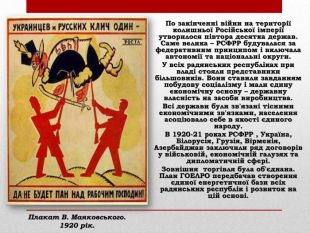 УКРАИНЦЕВ И РУССКИХ КЛИЧ ОДИН –
РОСТА
ДА НЕ БУДЕТ ПАН НАД РАБОЧИМ ГОСПОДИН!
Плакат В. Маяковського.
1920 рік.
По закінченні війни на території
колишньої Російської імперії
утворилося півтора десятка держав.
Саме велика – РСФРР будувалася за
федеративним принципом і включала
автономії та національні округи.
У всіх радянських республіках при
владі стояли представники
більшовиків. Вони ставили завданням
побудову соціалізму і мали єдину
економічну основу – державну
власність на засоби виробництва.
Всі держави були зв'язані тісними
економічними зв'язками, населення
асоціювало себе в якості єдиного
народу.
В 1920-21 роках РСФРР , Україна,
Білорусія, Грузія, Вірменія,
Азербайджан заключили ряд договорів
у військовій, економічній галузях та
дипломатичній сфері.
Зовнішня торгівля була об'єднана.
План ГОЕЛРО передбачав створення
єдиної енергетичної бази всіх
радянських республік і розвиток на
цій основі.